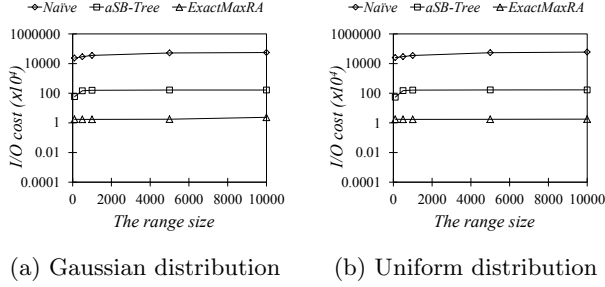 Naïve aSB-Tree ExactMaxRA
I/O cost (x10⁴)
1000000
10000
100
1
0.01
0.0001
0 2000 4000 6000 8000 10000
The range size
(a) Gaussian distribution
Naïve aSB-Tree ExactMaxRA
I/O cost (x10⁴)
1000000
10000
100
1
0.01
0.0001
0 2000 4000 6000 8000 10000
The range size
(b) Uniform distribution